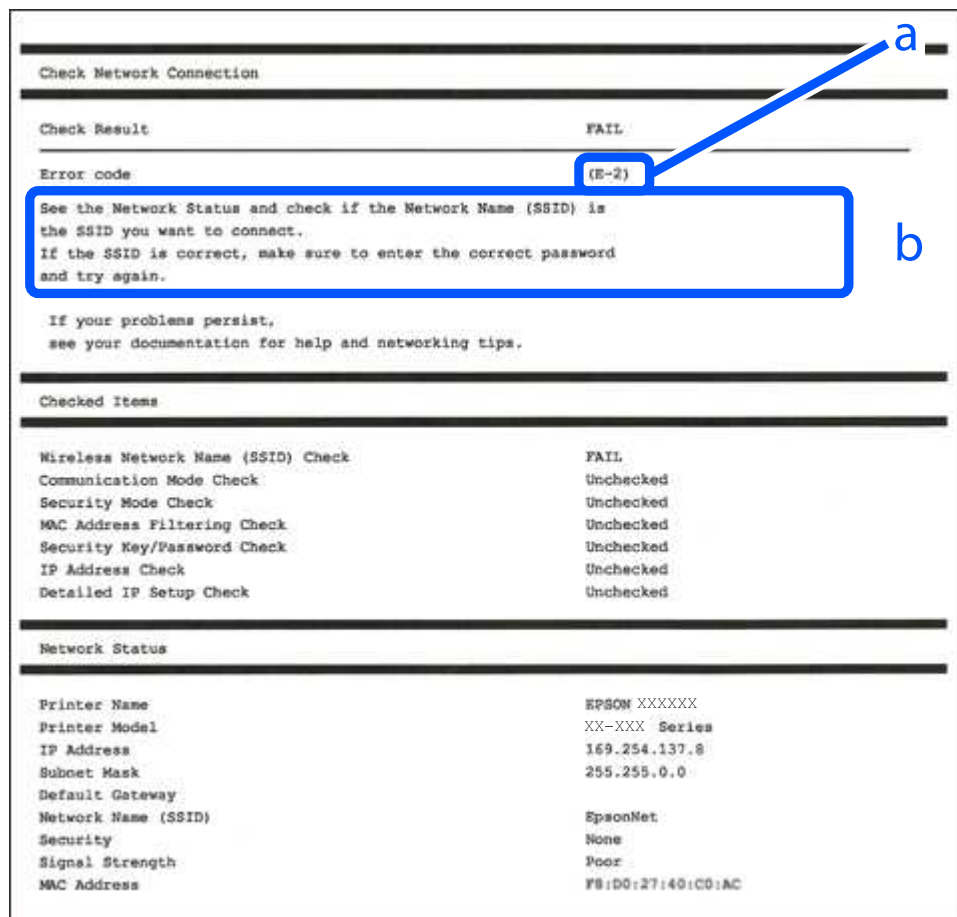 a
Check Network Connection
Check Result FAIL
Error code (E-2)
See the Network Status and check if the Network Name (SSID) is
the SSID you want to connect.
If the SSID is correct, make sure to enter the correct password
and try again.
b
If your problems persist,
see your documentation for help and networking tips.
Checked Items
Wireless Network Name (SSID) Check FAIL
Communication Mode Check Unchecked
Security Mode Check Unchecked
MAC Address Filtering Check Unchecked
Security Key/Password Check Unchecked
IP Address Check Unchecked
Detailed IP Setup Check Unchecked
Network Status
Printer Name EPSON XXXXXX
Printer Model XX-XXX Series
IP Address 169.254.137.8
Subnet Mask 255.255.0.0
Default Gateway
Network Name (SSID) EpsonNet
Security None
Signal Strength Poor
MAC Address F8:D0:27:40:C0:AC